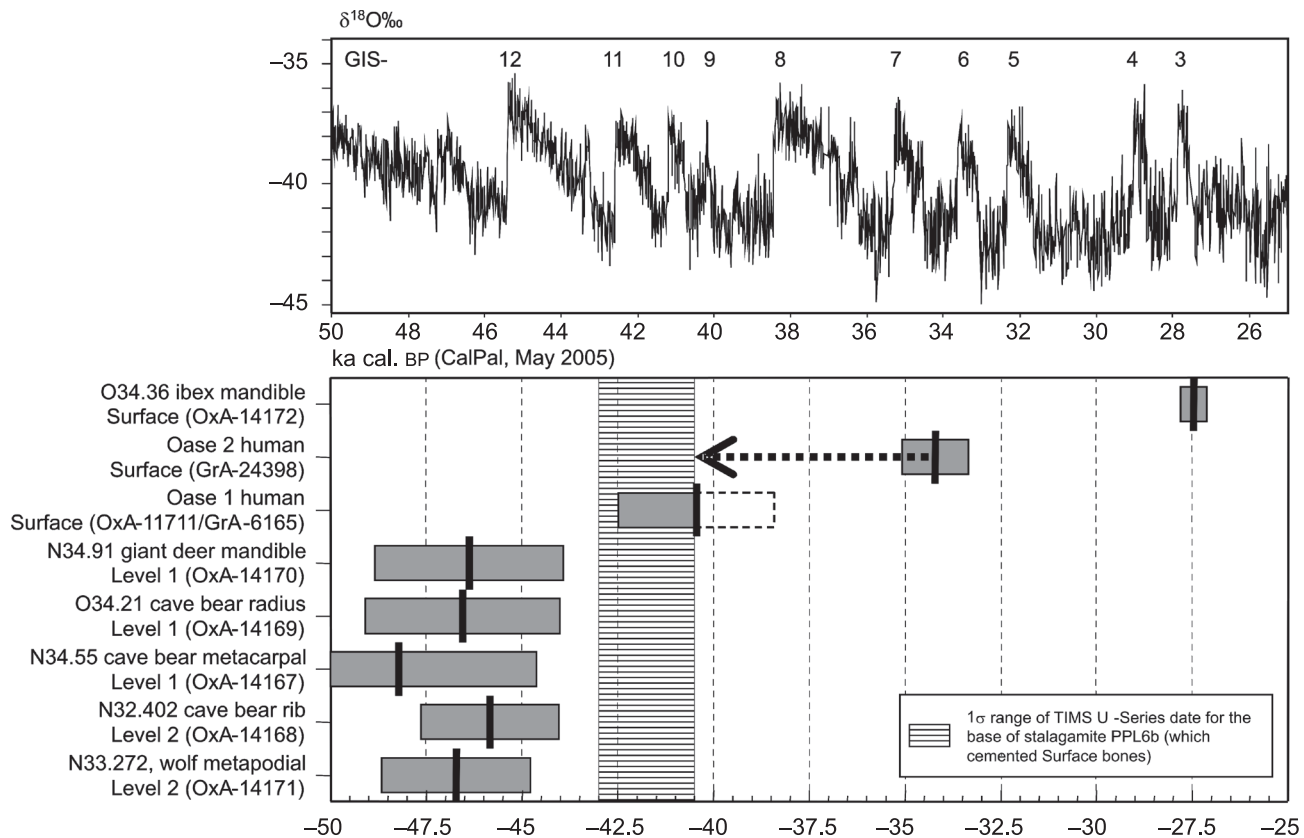 δ18O‰
GIS- 12 11 10 9 8 7 6 5 4 3
−35
−40
−45
50 48 46 44 42 40 38 36 34 32 30 28 26
ka cal. BP (CalPal, May 2005)
O34.36 ibex mandible
Surface (OxA-14172)
Oase 2 human
Surface (GrA-24398)
Oase 1 human
Surface (OxA-11711/GrA-6165)
N34.91 giant deer mandible
Level 1 (OxA-14170)
O34.21 cave bear radius
Level 1 (OxA-14169)
N34.55 cave bear metacarpal
Level 1 (OxA-14167)
N32.402 cave bear rib
Level 2 (OxA-14168)
N33.272, wolf metapodial
Level 2 (OxA-14171)
1σ range of TIMS U -Series date for the
base of stalagamite PPL6b (which
cemented Surface bones)
−50 −47.5 −45 −42.5 −40 −37.5 −35 −32.5 −30 −27.5 −25